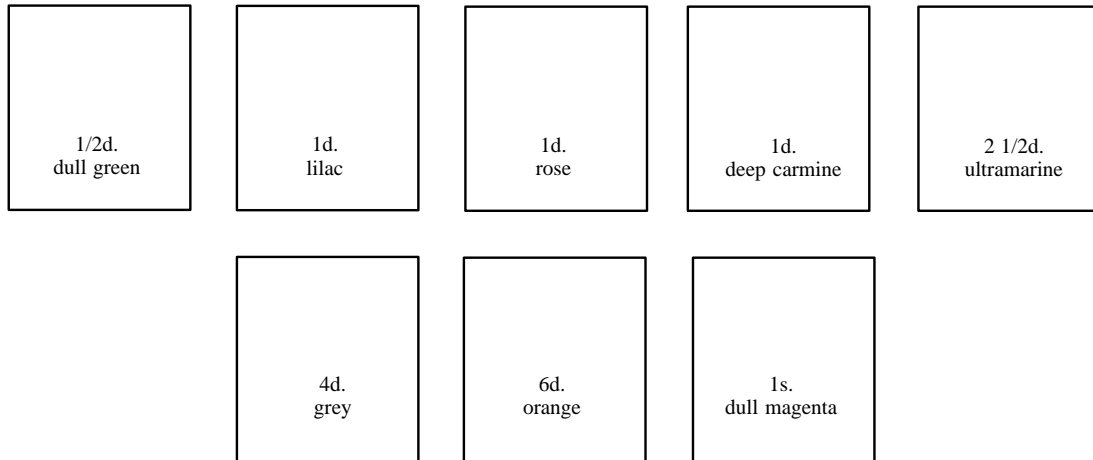 1/2d.
dull green
1d.
lilac
1d.
rose
1d.
deep carmine
2 1/2d.
ultramarine
4d.
grey
6d.
orange
1s.
dull magenta